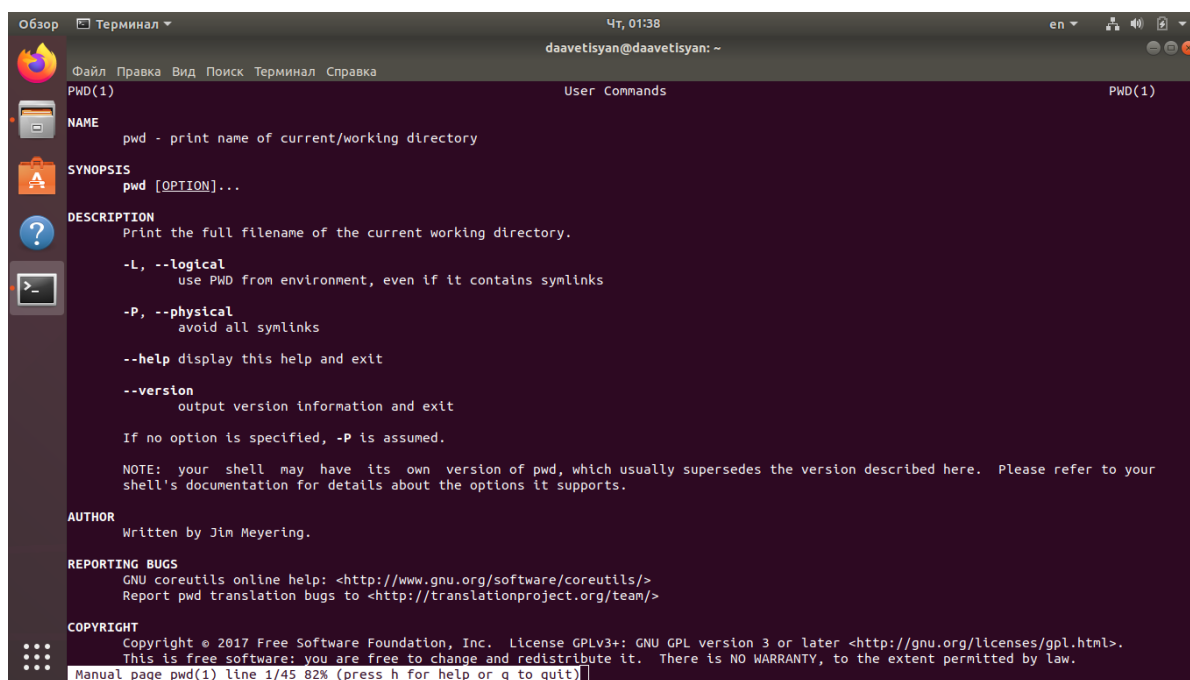 Обзор Терминал Чт, 01:38 en
daavetisyan@daavetisyan: ~
Файл Правка Вид Поиск Терминал Справка
PWD(1) User Commands PWD(1)
NAME
pwd - print name of current/working directory
SYNOPSIS
pwd [OPTION]...
DESCRIPTION
Print the full filename of the current working directory.
-L, --logical
use PWD from environment, even if it contains symlinks
-P, --physical
avoid all symlinks
--help display this help and exit
--version
output version information and exit
If no option is specified, -P is assumed.
NOTE: your shell may have its own version of pwd, which usually supersedes the version described here. Please refer to your
shell's documentation for details about the options it supports.
AUTHOR
Written by Jim Meyering.
REPORTING BUGS
GNU coreutils online help: <http://www.gnu.org/software/coreutils/>
Report pwd translation bugs to <http://translationproject.org/team/>
COPYRIGHT
Copyright © 2017 Free Software Foundation, Inc. License GPLv3+: GNU GPL version 3 or later <http://gnu.org/licenses/gpl.html>.
This is free software: you are free to change and redistribute it. There is NO WARRANTY, to the extent permitted by law.
Manual page pwd(1) line 1/45 82% (press h for help or q to quit)